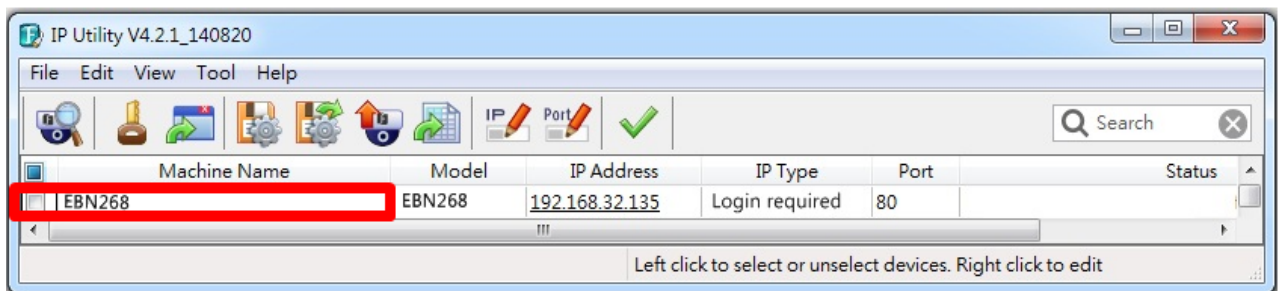 IP Utility V4.2.1_140820
File Edit View Tool Help
IP Port Search
Machine Name Model IP Address IP Type Port Status
EBN268 EBN268 192.168.32.135 Login required 80
Left click to select or unselect devices. Right click to edit